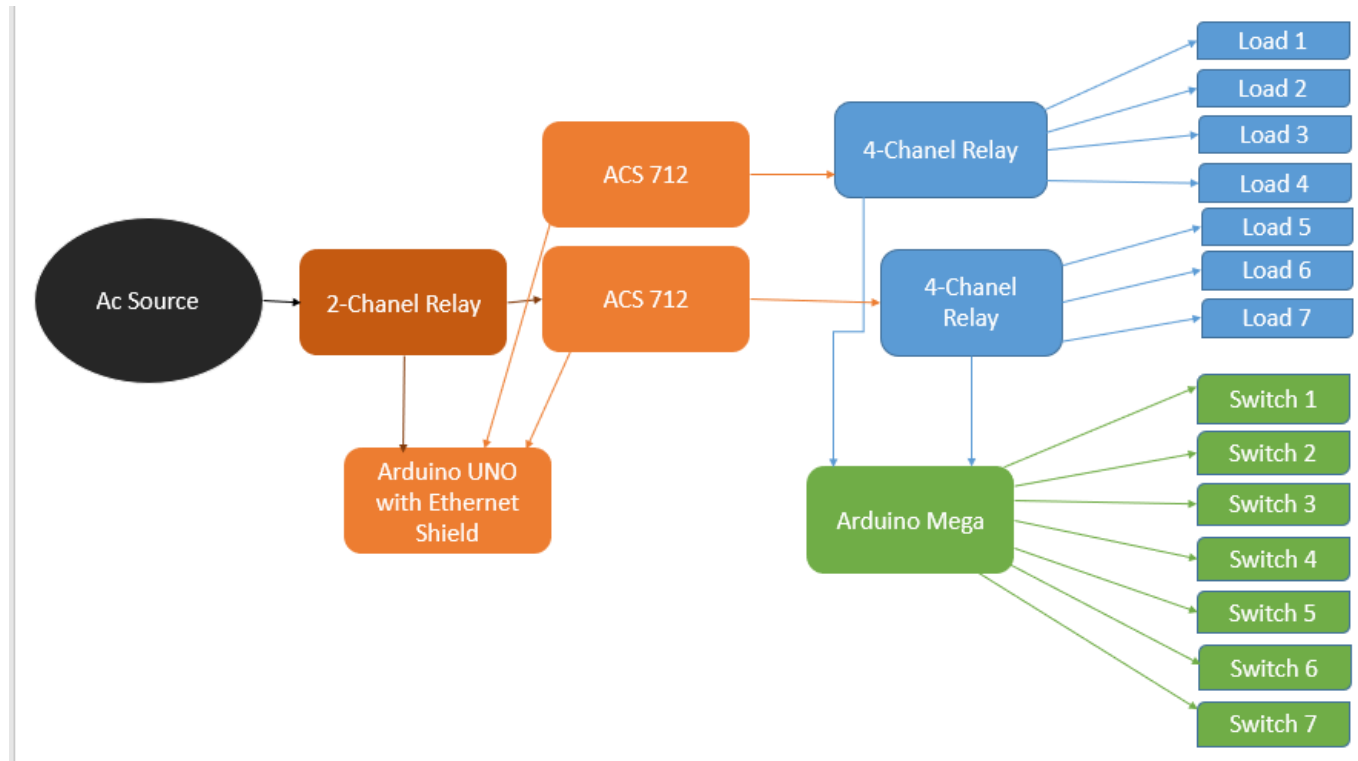 Load 1
Load 2
Load 3
Load 4
Load 5
Load 6
Load 7
4-Chanel Relay
ACS 712
Ac Source
2-Chanel Relay
ACS 712
4-Chanel
Relay
Arduino UNO
with Ethernet
Shield
Arduino Mega
Switch 1
Switch 2
Switch 3
Switch 4
Switch 5
Switch 6
Switch 7